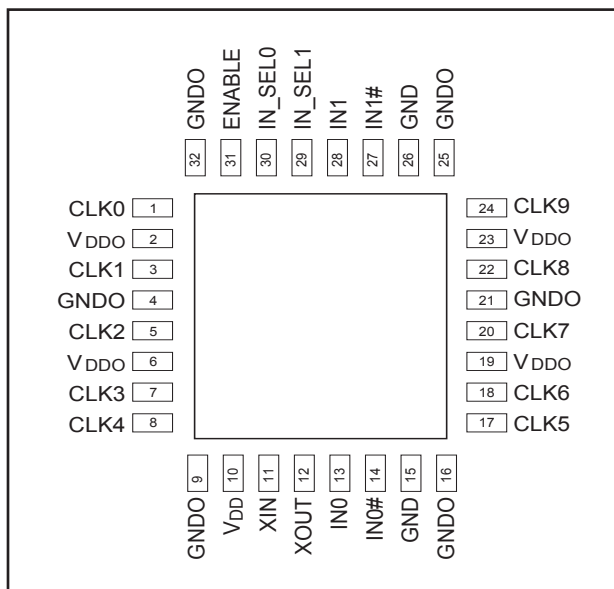 GNDO ENABLE IN_SEL0 IN_SEL1 IN1 IN1# GND GNDO
32 31 30 29 28 27 26 25
CLK0 1 24 CLK9
VDDO 2 23 VDDO
CLK1 3 22 CLK8
GNDO 4 21 GNDO
CLK2 5 20 CLK7
VDDO 6 19 VDDO
CLK3 7 18 CLK6
CLK4 8 17 CLK5
9 10 11 12 13 14 15 16
GNDO VDD XIN XOUT IN0 IN0# GND GNDO